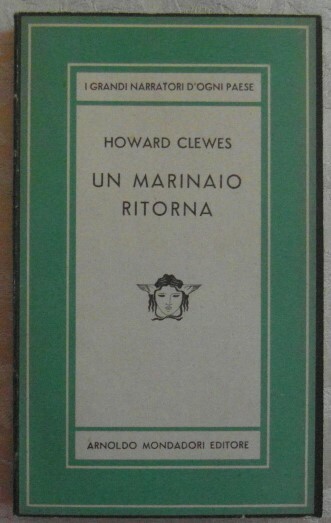 I GRANDI NARRATORI D'OGNI PAESE
HOWARD CLEWES
UN MARINAIO
RITORNA
ARNOLDO MONDADORI EDITORE